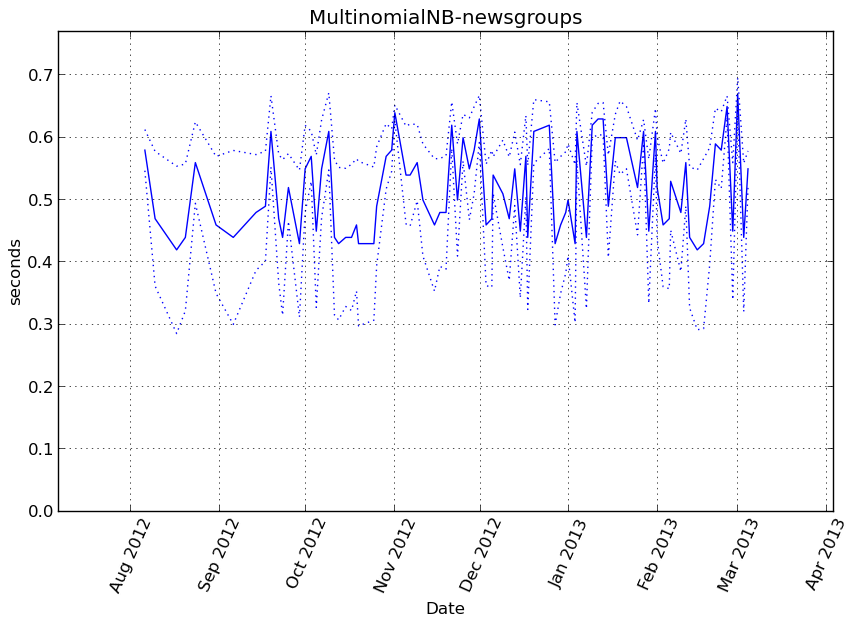 MultinomialNB-newsgroups
0.7
0.6
0.5
0.4
0.3
0.2
0.1
0.0
seconds
Aug 2012
Sep 2012
Oct 2012
Nov 2012
Dec 2012
Jan 2013
Feb 2013
Mar 2013
Apr 2013
Date